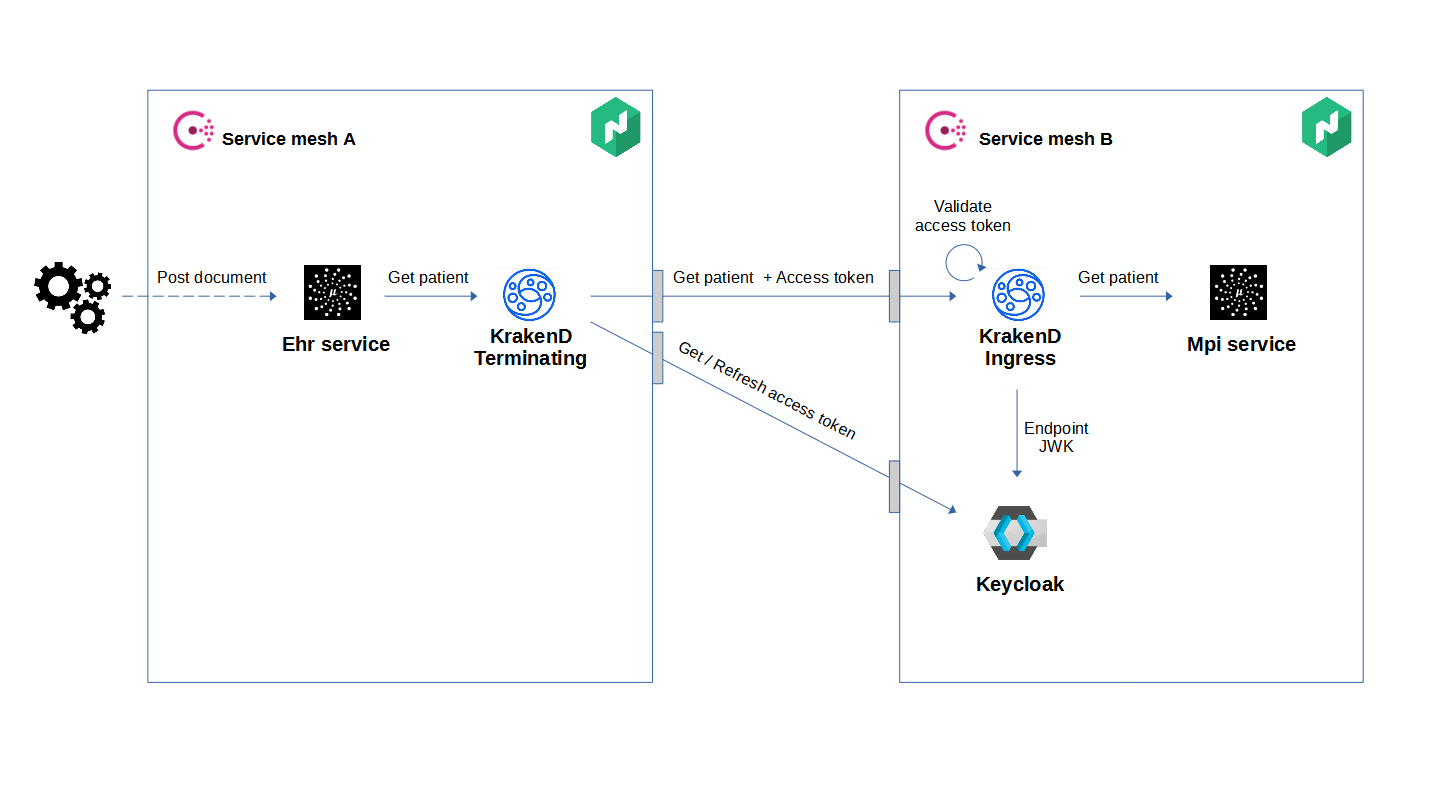 Service mesh A
Service mesh B
Validate
access token
Post document
Get patient
Get patient + Access token
Get patient
Ehr service
KrakenD
Terminating
KrakenD
Ingress
Mpi service
Get / Refresh access token
Endpoint
JWK
Keycloak